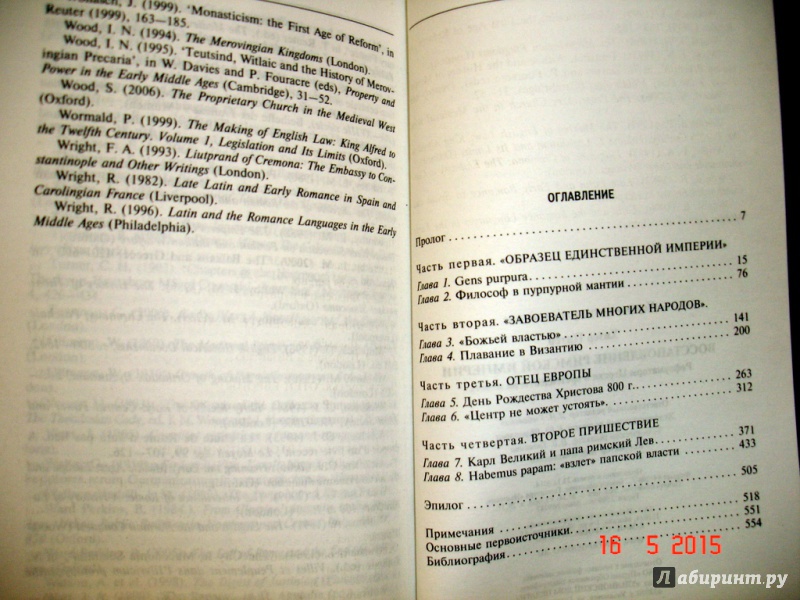 J. (1999). 'Monasticism: the First Age of Reform', in
Reuter (1999), 163—185.
Wood, I. N. (1994). The Merovingian Kingdoms (London).
Wood, I. N. (1995). 'Teutsind, Witlaic and the History of Merov-
ingian Precaria', in W. Davies and P. Fouracre (eds), Property and
Power in the Early Middle Ages (Cambridge), 31—52.
Wood, S. (2006). The Proprietary Church in the Medieval West
(Oxford).
Wormald, P. (1999). The Making of English Law: King Alfred to
the Twelfth Century. Volume 1, Legislation and Its Limits (Oxford).
Wright, F. A. (1993). Liutprand of Cremona: The Embassy to Con-
stantinople and Other Writings (London).
Wright, R. (1982). Late Latin and Early Romance in Spain and
Carolingian France (Liverpool).
Wright, R. (1996). Latin and the Romance Languages in the Early
Middle Ages (Philadelphia).
ОГЛАВЛЕНИЕ
Пролог 7
Часть первая. «ОБРАЗЕЦ ЕДИНСТВЕННОЙ ИМПЕРИИ»
Глава 1. Gens purpura 15
Глава 2. Философ в пурпурной мантии 76
Часть вторая. «ЗАВОЕВАТЕЛЬ МНОГИХ НАРОДОВ».
Глава 3. «Божьей властью» 141
Глава 4. Плавание в Византию 200
Часть третья. ОТЕЦ ЕВРОПЫ
Глава 5. День Рождества Христова 800 г. 263
Глава 6. «Центр не может устоять» 312
Часть четвертая. ВТОРОЕ ПРИШЕСТВИЕ
Глава 7. Карл Великий и папа римский Лев 371
Глава 8. Habemus papam: «взлет» папской власти 433
Эпилог 505
Примечания 518
Основные первоисточники 551
Библиография 554
16 5 2015
Лабиринт.ру